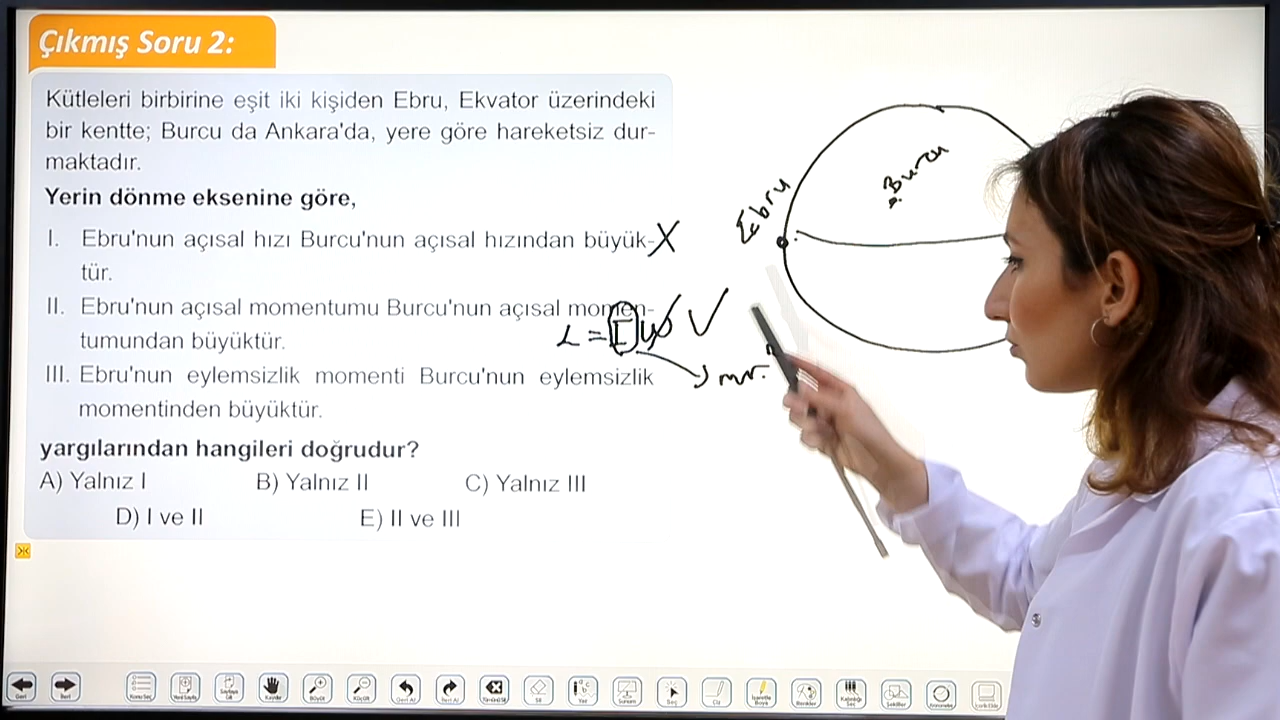 Çıkmış Soru 2:
Kütleleri birbirine eşit iki kişiden Ebru, Ekvator üzerindeki
bir kentte; Burcu da Ankara'da, yere göre hareketsiz dur-
maktadır.
Yerin dönme eksenine göre,
I. Ebru'nun açısal hızı Burcu'nun açısal hızından büyük-
tür.
II. Ebru'nun açısal momentumu Burcu'nun açısal momen-
tumundan büyüktür.
L = I w
III. Ebru'nun eylemsizlik momenti Burcu'nun eylemsizlik
momentinden büyüktür.
yargılarından hangileri doğrudur?
A) Yalnız I B) Yalnız II C) Yalnız III
D) I ve II E) II ve III
Ebru
Burcu
Geri İleri